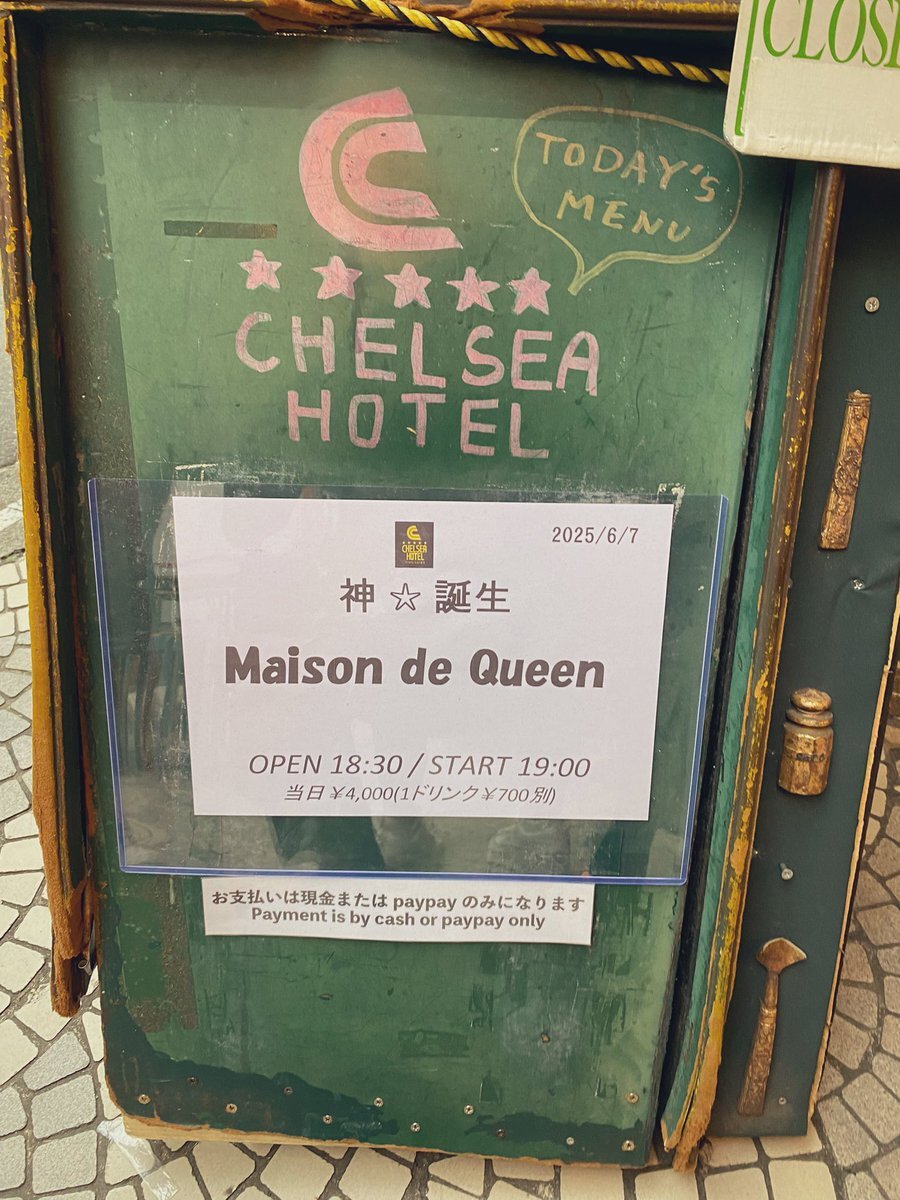 CLOSE
TODAY'S
MENU
CHELSEA
HOTEL
CHELSEA
HOTEL
2025/6/7
神 ☆ 誕生
Maison de Queen
OPEN 18:30 / START 19:00
当日 ¥4,000(1ドリンク¥700別)
お支払いは現金または paypay のみになります
Payment is by cash or paypay only